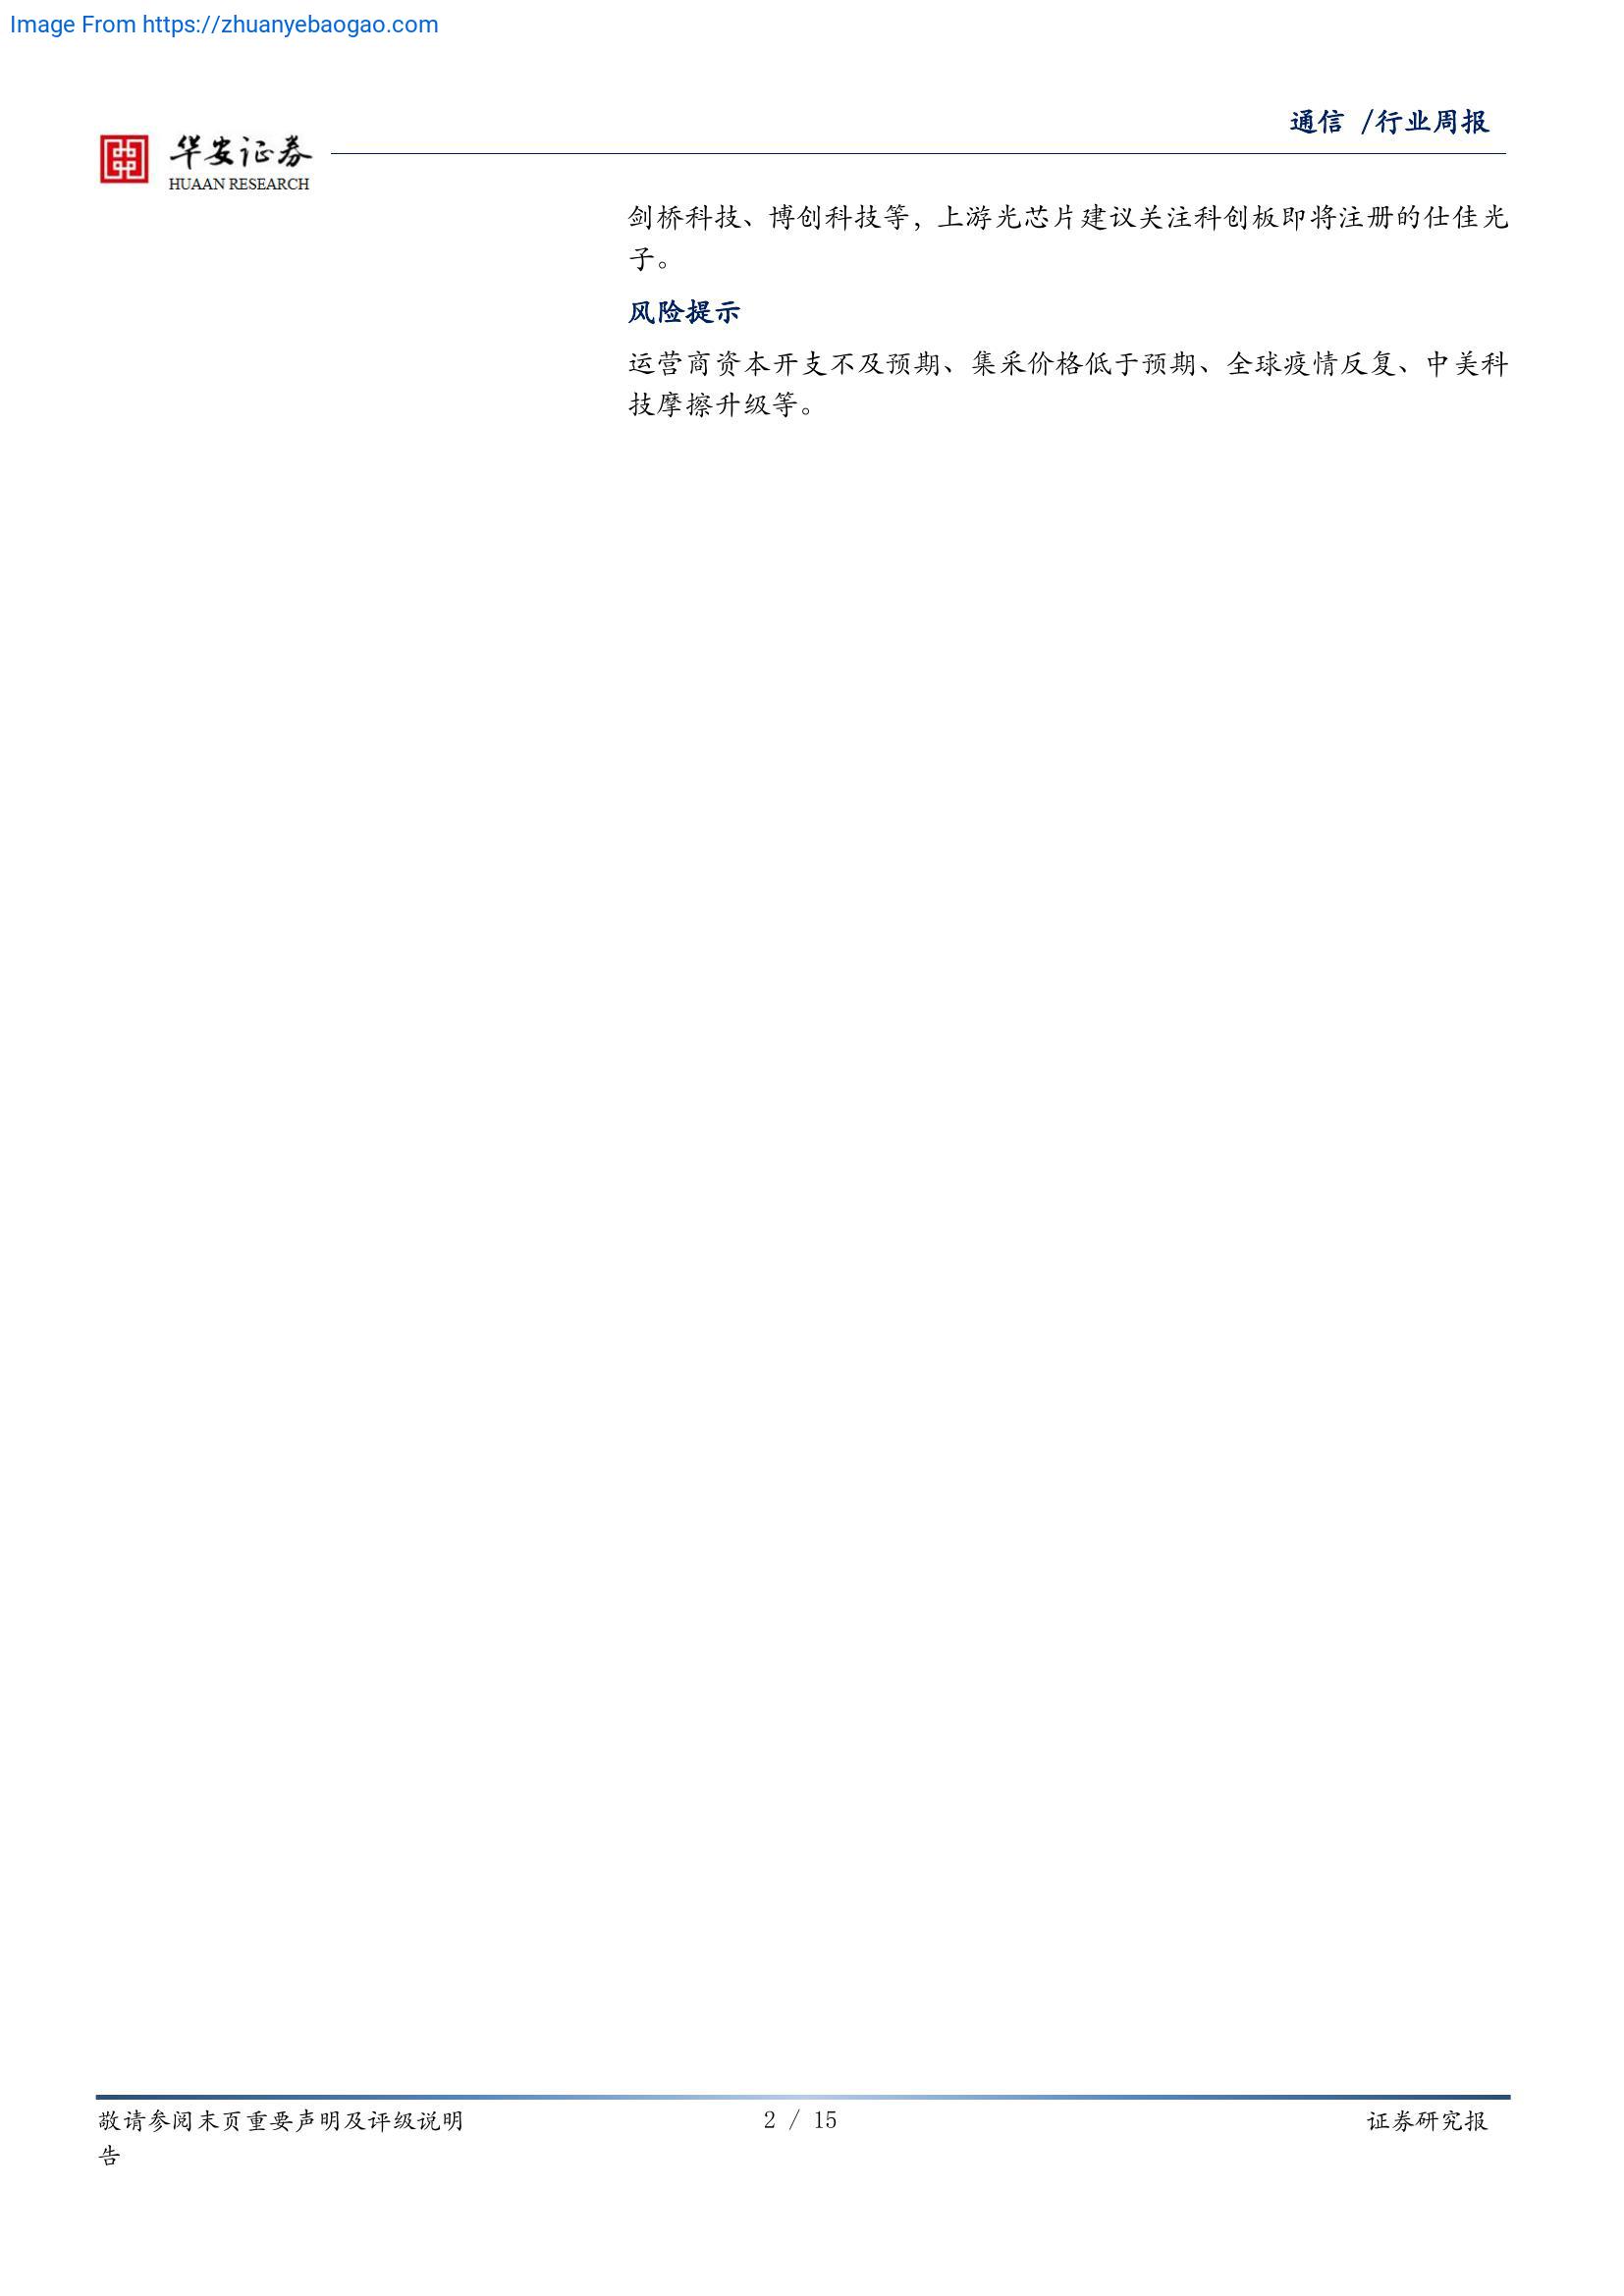 Image From https://zhuanyebaogao.com
通信 /行业周报
华安证券
HUAAN RESEARCH
剑桥科技、博创科技等，上游光芯片建议关注科创板即将注册的仕佳光
子。
风险提示
运营商资本开支不及预期、集采价格低于预期、全球疫情反复、中美科
技摩擦升级等。
敬请参阅末页重要声明及评级说明 2 / 15 证券研究报
告